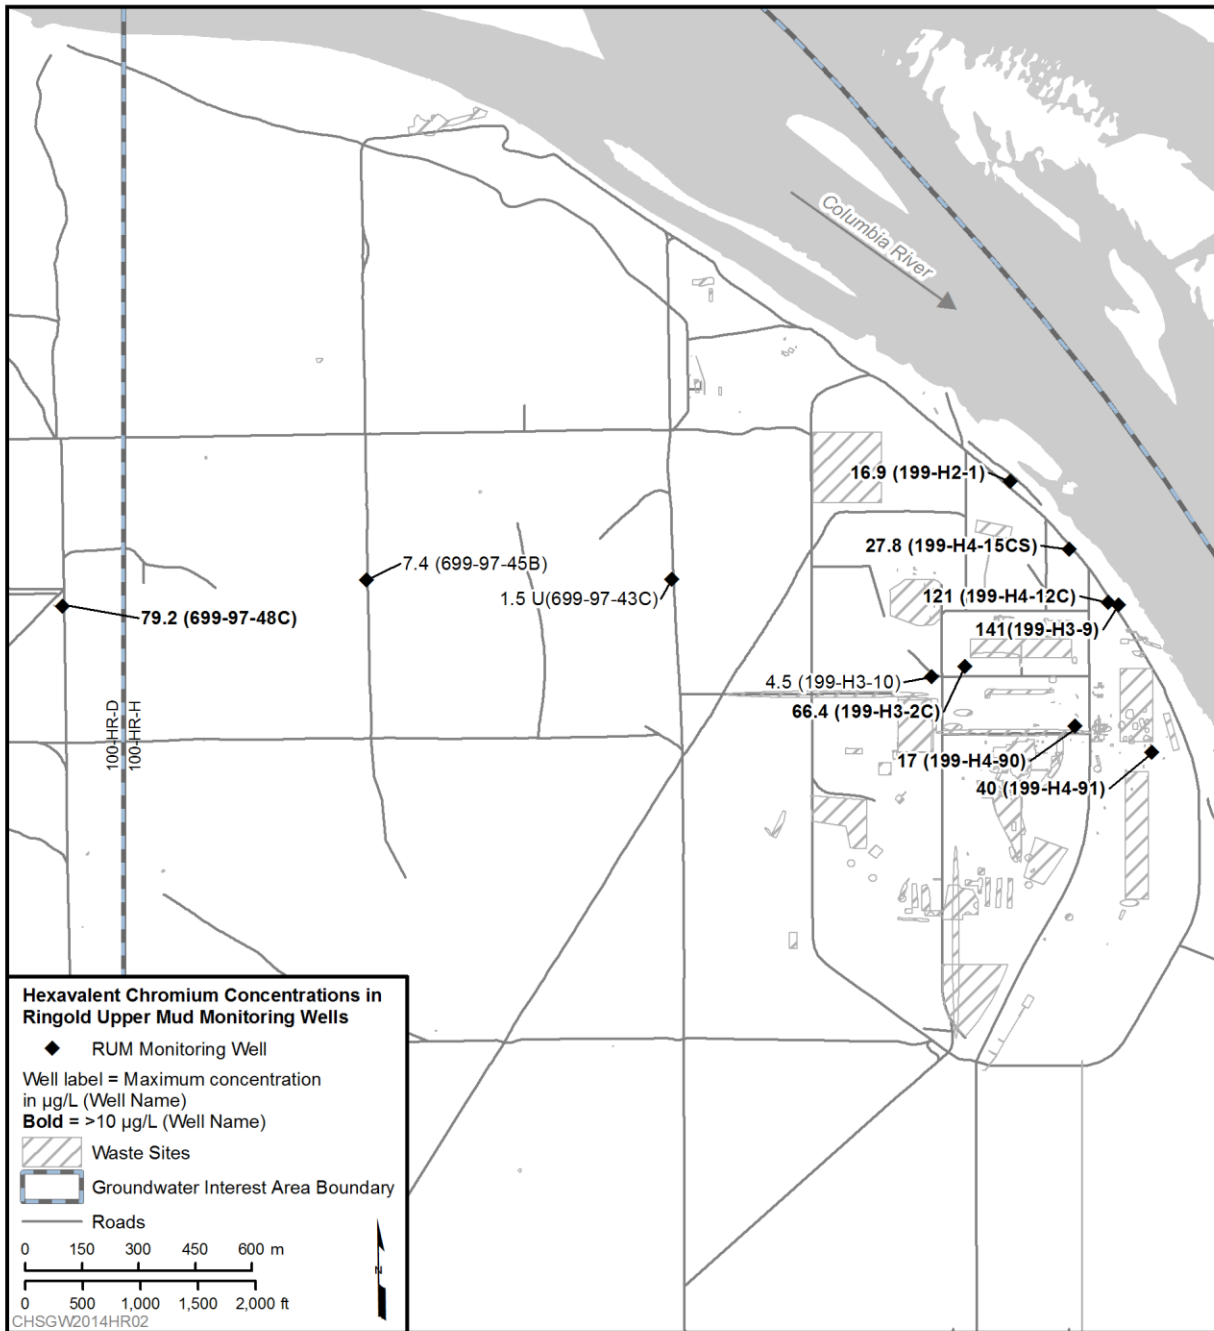 Columbia River
16.9 (199-H2-1)
27.8 (199-H4-15CS)
7.4 (699-97-45B)
1.5 U(699-97-43C)
121 (199-H4-12C)
79.2 (699-97-48C)
141(199-H3-9)
4.5 (199-H3-10)
66.4 (199-H3-2C)
100-HR-D
100-HR-H
17 (199-H4-90)
40 (199-H4-91)
Hexavalent Chromium Concentrations in
Ringold Upper Mud Monitoring Wells
RUM Monitoring Well
Well label = Maximum concentration
in µg/L (Well Name)
Bold = >10 µg/L (Well Name)
Waste Sites
Groundwater Interest Area Boundary
Roads
0 150 300 450 600 m
N
0 500 1,000 1,500 2,000 ft
CHSGW2014HR02